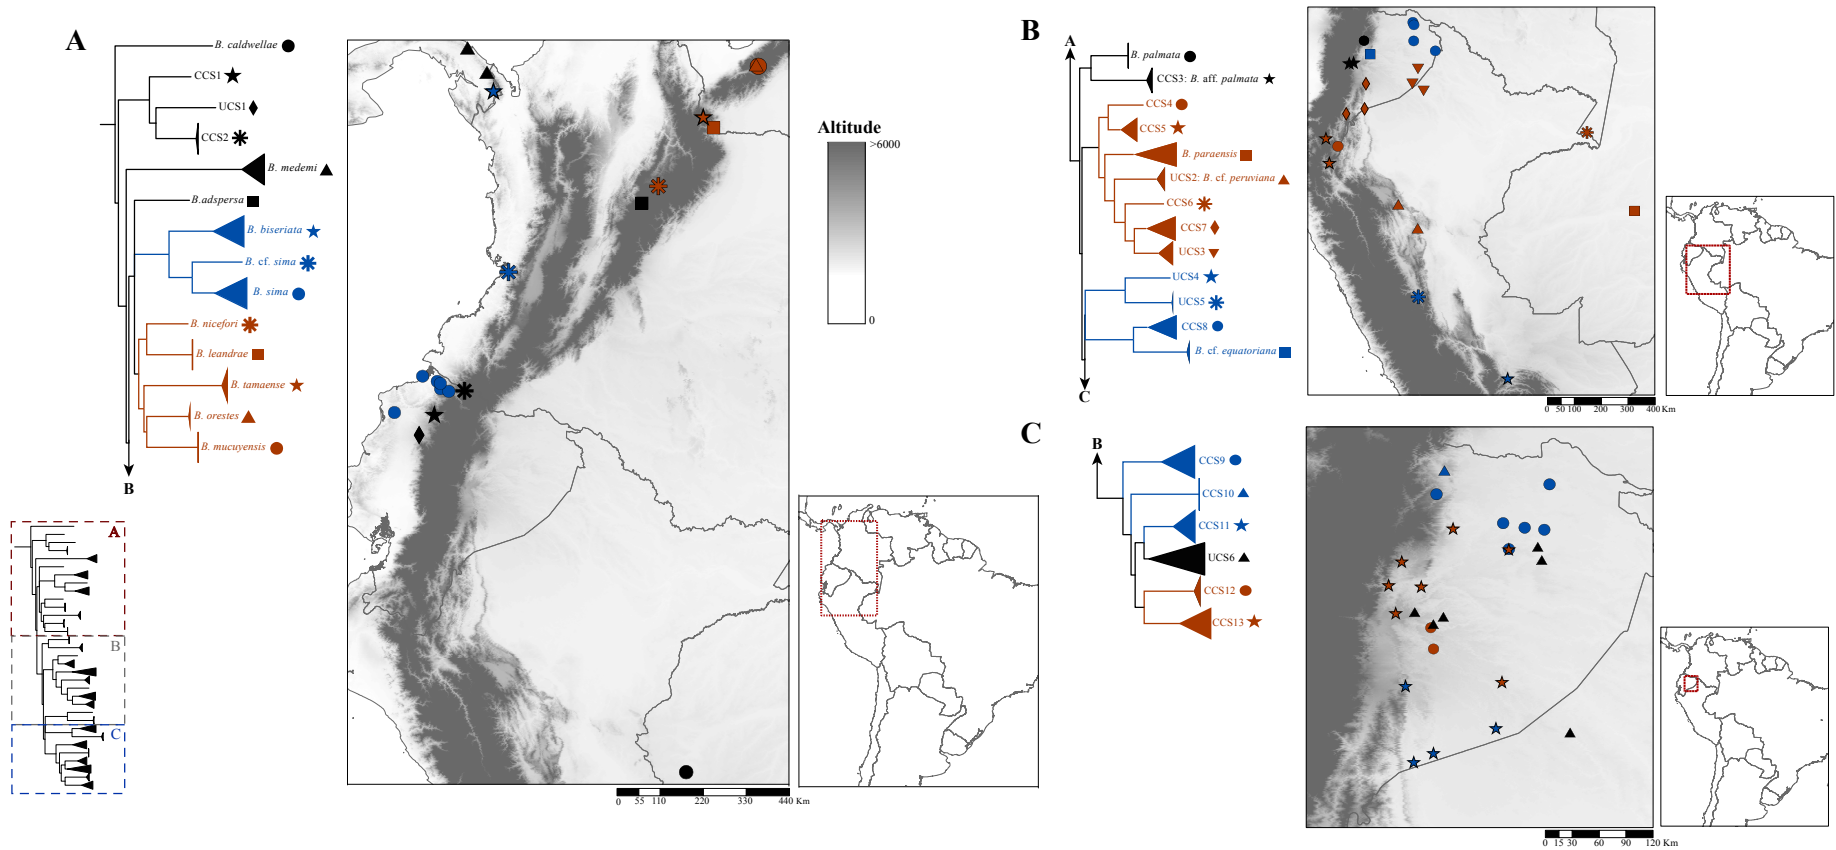 A
B. caldwellae
CCS1
UCS1
CCS2
B. medemi
B.adspersa
B. biseriata
B. cf. sima
B. sima
B. nicefori
B. leandrae
B. tamaense
B. orestes
B. mucuyensis
B
A
B
C
Altitude
>6000
0
0 55 110 220 330 440 Km
B
A
B. palmata
CCS3: B. aff. palmata
CCS4
CCS5
B. paraensis
UCS2: B. cf. peruviana
CCS6
CCS7
UCS3
UCS4
UCS5
CCS8
B. cf. equatoriana
C
0 50 100 200 300 400 Km
C
B
CCS9
CCS10
CCS11
UCS6
CCS12
CCS13
0 15 30 60 90 120 Km